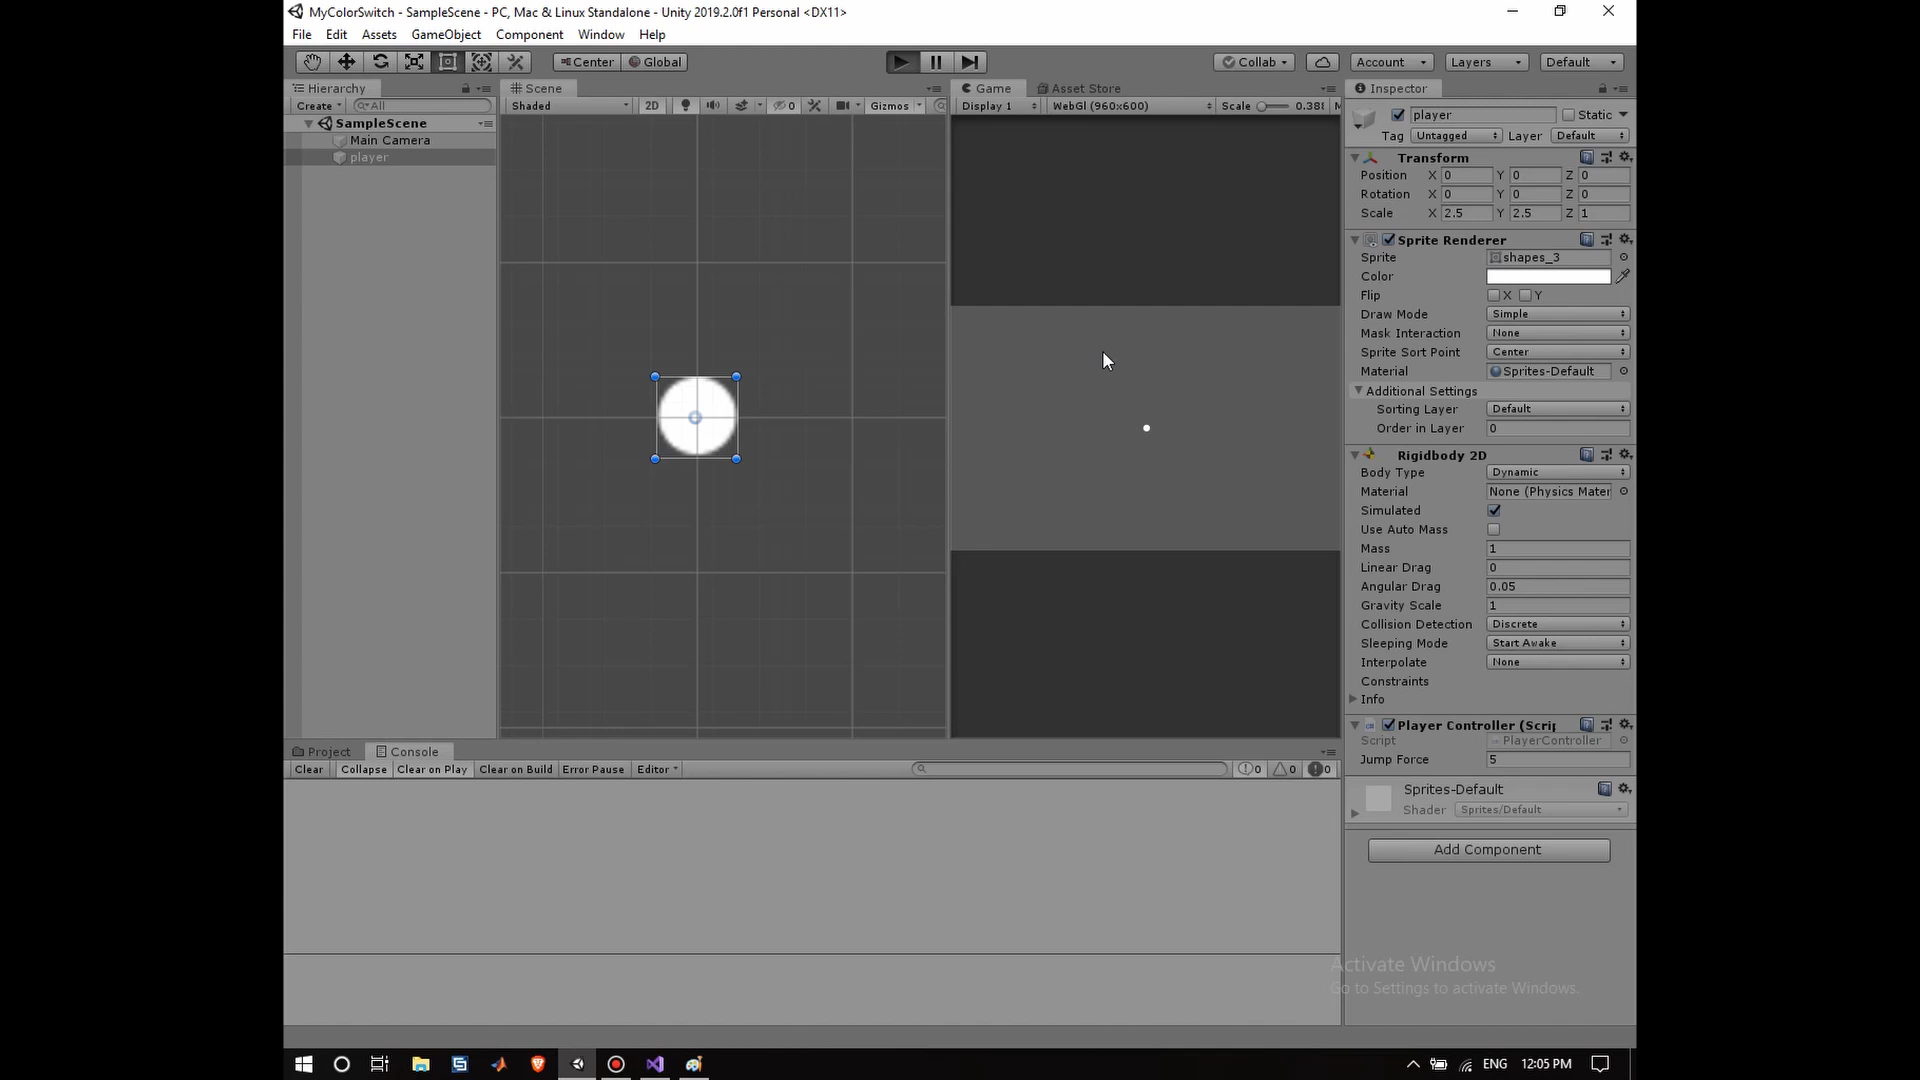 MyColorSwitch - SampleScene - PC, Mac & Linux Standalone - Unity 2019.2.0f1 Personal <DX11>
File Edit Assets GameObject Component Window Help
Center Global Collab Account Layers Default
Hierarchy Scene Game Asset Store Inspector
Create All Shaded 2D 0 Gizmos Display 1 WebGl (960x600) Scale 0.38 M
player Static
SampleScene
Main Camera
player
Tag Untagged Layer Default
Transform
Position X 0 Y 0 Z 0
Rotation X 0 Y 0 Z 0
Scale X 2.5 Y 2.5 Z 1
Sprite Renderer
Sprite shapes_3
Color
Flip X Y
Draw Mode Simple
Mask Interaction None
Sprite Sort Point Center
Material Sprites-Default
Additional Settings
Sorting Layer Default
Order in Layer 0
Rigidbody 2D
Body Type Dynamic
Material None (Physics Mater
Simulated
Use Auto Mass
Mass 1
Linear Drag 0
Angular Drag 0.05
Gravity Scale 1
Collision Detection Discrete
Sleeping Mode Start Awake
Interpolate None
Constraints
Info
Player Controller (Scrip
Script PlayerController
Jump Force 5
Sprites-Default
Shader Sprites/Default
Add Component
Project Console
Clear Collapse Clear on Play Clear on Build Error Pause Editor 0 0 0
Activate Windows
Go to Settings to activate Windows.
ENG 12:05 PM